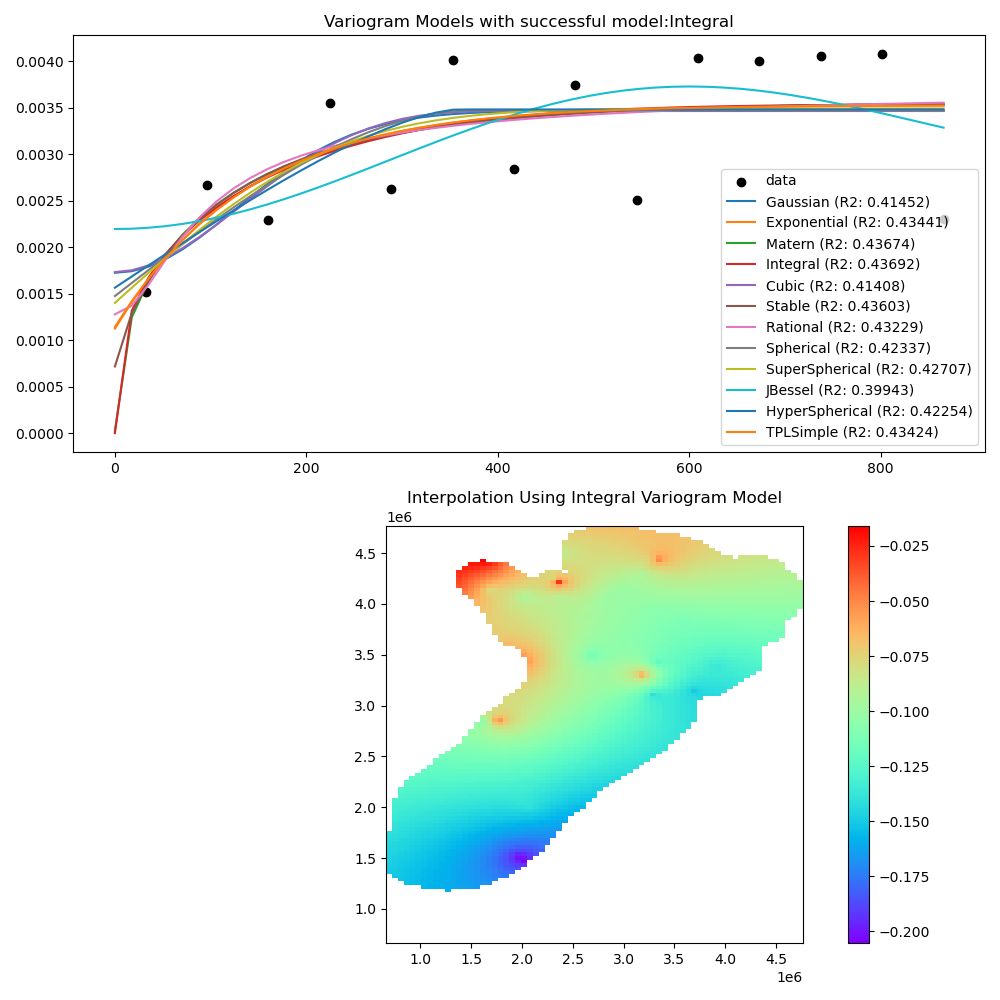 Variogram Models with successful model:Integral
0.0040
0.0035
0.0030
0.0025
0.0020
0.0015
0.0010
0.0005
0.0000
data
Gaussian (R2: 0.41452)
Exponential (R2: 0.43441)
Matern (R2: 0.43674)
Integral (R2: 0.43692)
Cubic (R2: 0.41408)
Stable (R2: 0.43603)
Rational (R2: 0.43229)
Spherical (R2: 0.42337)
SuperSpherical (R2: 0.42707)
JBessel (R2: 0.39943)
HyperSpherical (R2: 0.42254)
TPLSimple (R2: 0.43424)
0 200 400 600 800
Interpolation Using Integral Variogram Model
1e6
4.5
4.0
3.5
3.0
2.5
2.0
1.5
1.0
1.0 1.5 2.0 2.5 3.0 3.5 4.0 4.5
1e6
−0.025
−0.050
−0.075
−0.100
−0.125
−0.150
−0.175
−0.200